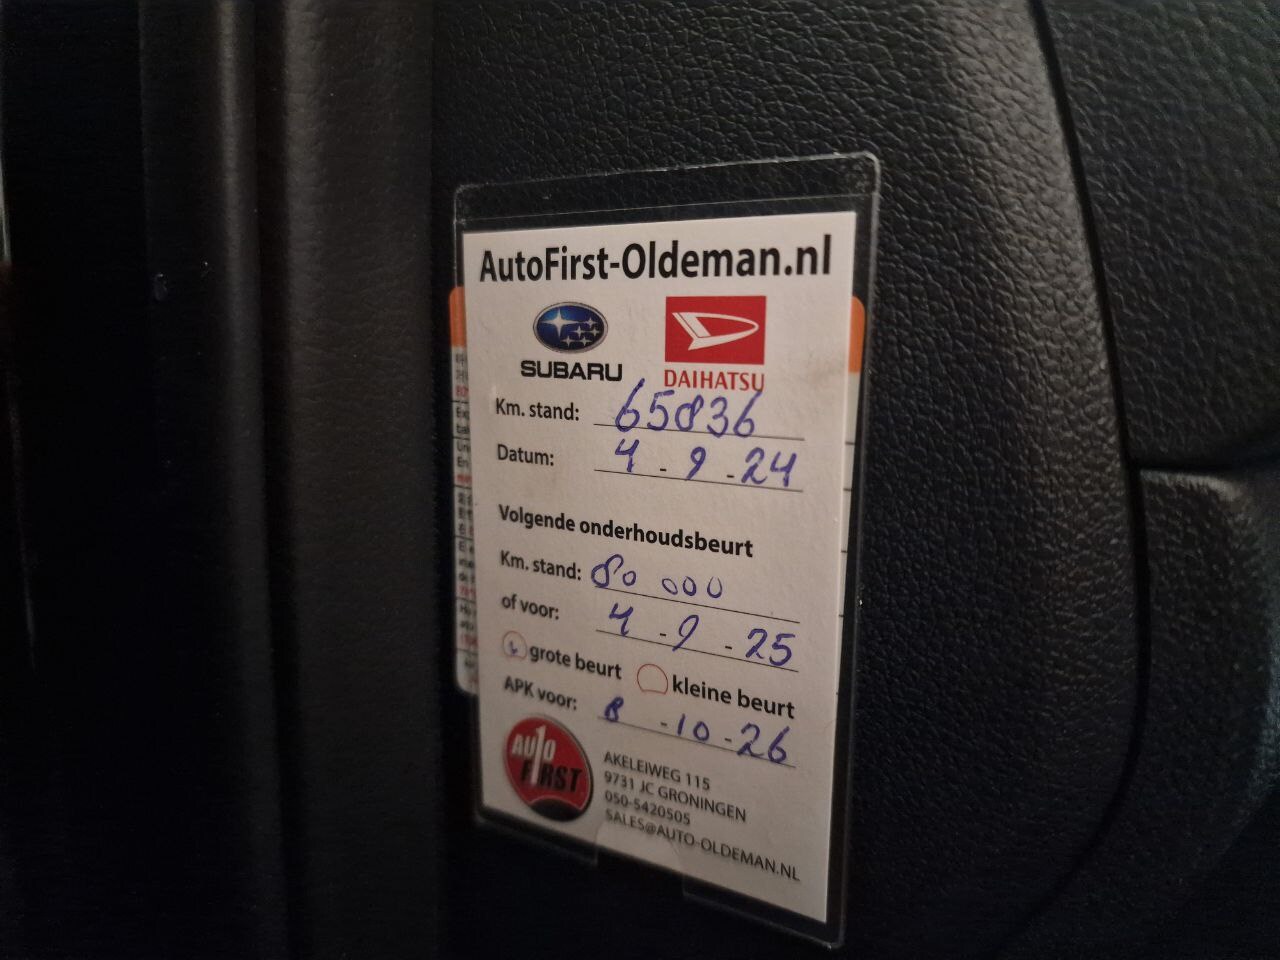 AutoFirst-Oldeman.nl
SUBARU DAIHATSU
Km. stand: 65836
Datum: 4-9-24
Volgende onderhoudsbeurt
Km. stand: 80 000
of voor: 4-9-25
grote beurt kleine beurt
APK voor: 8-10-26
AUTO FIRST
AKELEIWEG 115
9731 JC GRONINGEN
050-5420505
SALES@AUTO-OLDEMAN.NL